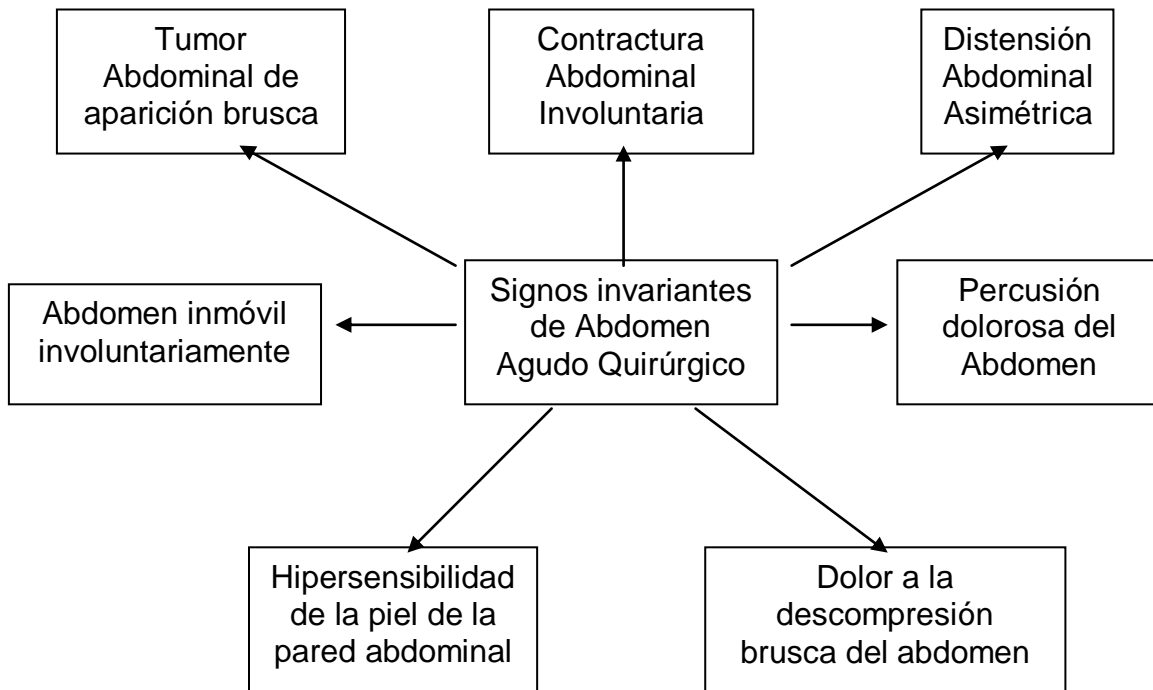 Tumor
Abdominal de
aparición brusca
Contractura
Abdominal
Involuntaria
Distensión
Abdominal
Asimétrica
Abdomen inmóvil
involuntariamente
Signos invariantes
de Abdomen
Agudo Quirúrgico
Percusión
dolorosa del
Abdomen
Hipersensibilidad
de la piel de la
pared abdominal
Dolor a la
descompresión
brusca del abdomen